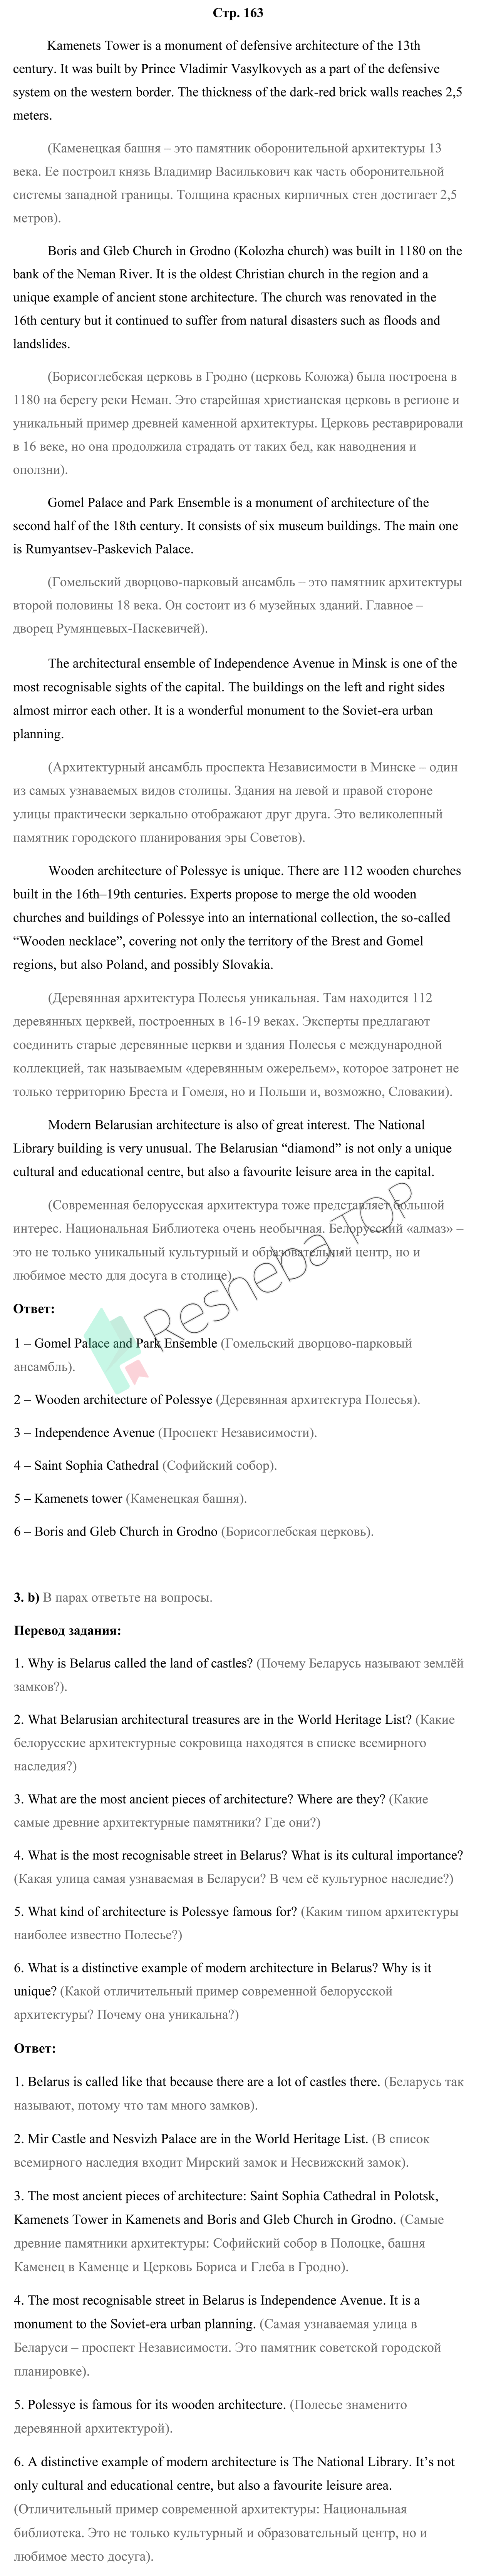 Стр. 163
Kamenets Tower is a monument of defensive architecture of the 13th
century. It was built by Prince Vladimir Vasylkovych as a part of the defensive
system on the western border. The thickness of the dark-red brick walls reaches 2,5
meters.
(Каменецкая башня – это памятник оборонительной архитектуры 13
века. Ее построил князь Владимир Василькович как часть оборонительной
системы западной границы. Толщина красных кирпичных стен достигает 2,5
метров).
Boris and Gleb Church in Grodno (Kolozha church) was built in 1180 on the
bank of the Neman River. It is the oldest Christian church in the region and a
unique example of ancient stone architecture. The church was renovated in the
16th century but it continued to suffer from natural disasters such as floods and
landslides.
(Борисоглебская церковь в Гродно (церковь Коложа) была построена в
1180 на берегу реки Неман. Это старейшая христианская церковь в регионе и
уникальный пример древней каменной архитектуры. Церковь реставрировали
в 16 веке, но она продолжила страдать от таких бед, как наводнения и
оползни).
Gomel Palace and Park Ensemble is a monument of architecture of the
second half of the 18th century. It consists of six museum buildings. The main one
is Rumyantsev-Paskevich Palace.
(Гомельский дворцово-парковый ансамбль – это памятник архитектуры
второй половины 18 века. Он состоит из 6 музейных зданий. Главное –
дворец Румянцевых-Паскевичей).
The architectural ensemble of Independence Avenue in Minsk is one of the
most recognisable sights of the capital. The buildings on the left and right sides
almost mirror each other. It is a wonderful monument to the Soviet-era urban
planning.
(Архитектурный ансамбль проспекта Независимости в Минске – один
из самых узнаваемых видов столицы. Здания на левой и правой стороне
улицы практически зеркально отображают друг друга. Это великолепный
памятник городского планирования эры Советов).
Wooden architecture of Polessye is unique. There are 112 wooden churches
built in the 16th–19th centuries. Experts propose to merge the old wooden
churches and buildings of Polessye into an international collection, the so-called
“Wooden necklace”, covering not only the territory of the Brest and Gomel
regions, but also Poland, and possibly Slovakia.
(Деревянная архитектура Полесья уникальная. Там находится 112
деревянных церквей, построенных в 16-19 веках. Эксперты предлагают
соединить старые деревянные церкви и здания Полесья с международной
коллекцией, так называемым «деревянным ожерельем», которое затронет не
только территорию Бреста и Гомеля, но и Польши и, возможно, Словакии).
Modern Belarusian architecture is also of great interest. The National
Library building is very unusual. The Belarusian “diamond” is not only a unique
cultural and educational centre, but also a favourite leisure area in the capital.
(Современная белорусская архитектура тоже представляет большой
интерес. Национальная Библиотека очень необычная. Белорусский «алмаз» –
это не только уникальный культурный и образовательный центр, но и
любимое место для досуга в столице).
Resheba TOP
Ответ:
1 – Gomel Palace and Park Ensemble (Гомельский дворцово-парковый
ансамбль).
2 – Wooden architecture of Polessye (Деревянная архитектура Полесья).
3 – Independence Avenue (Проспект Независимости).
4 – Saint Sophia Cathedral (Софийский собор).
5 – Kamenets tower (Каменецкая башня).
6 – Boris and Gleb Church in Grodno (Борисоглебская церковь).
3. b) В парах ответьте на вопросы.
Перевод задания:
1. Why is Belarus called the land of castles? (Почему Беларусь называют землёй
замков?).
2. What Belarusian architectural treasures are in the World Heritage List? (Какие
белорусские архитектурные сокровища находятся в списке всемирного
наследия?)
3. What are the most ancient pieces of architecture? Where are they? (Какие
самые древние архитектурные памятники? Где они?)
4. What is the most recognisable street in Belarus? What is its cultural importance?
(Какая улица самая узнаваемая в Беларуси? В чем её культурное наследие?)
5. What kind of architecture is Polessye famous for? (Каким типом архитектуры
наиболее известно Полесье?)
6. What is a distinctive example of modern architecture in Belarus? Why is it
unique? (Какой отличительный пример современной белорусской
архитектуры? Почему она уникальна?)
Ответ:
1. Belarus is called like that because there are a lot of castles there. (Беларусь так
называют, потому что там много замков).
2. Mir Castle and Nesvizh Palace are in the World Heritage List. (В список
всемирного наследия входит Мирский замок и Несвижский замок).
3. The most ancient pieces of architecture: Saint Sophia Cathedral in Polotsk,
Kamenets Tower in Kamenets and Boris and Gleb Church in Grodno. (Самые
древние памятники архитектуры: Софийский собор в Полоцке, башня
Каменец в Каменце и Церковь Бориса и Глеба в Гродно).
4. The most recognisable street in Belarus is Independence Avenue. It is a
monument to the Soviet-era urban planning. (Самая узнаваемая улица в
Беларуси – проспект Независимости. Это памятник советской городской
планировке).
5. Polessye is famous for its wooden architecture. (Полесье знаменито
деревянной архитектурой).
6. A distinctive example of modern architecture is The National Library. It’s not
only cultural and educational centre, but also a favourite leisure area.
(Отличительный пример современной архитектуры: Национальная
библиотека. Это не только культурный и образовательный центр, но и
любимое место досуга).